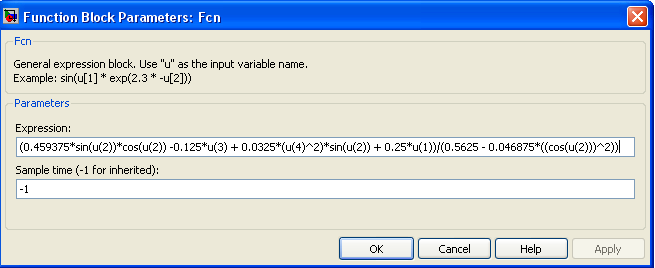 Function Block Parameters: Fcn
Fcn
General expression block. Use "u" as the input variable name.
Example: sin(u[1] * exp(2.3 * -u[2]))
Parameters
Expression:
(0.459375*sin(u(2))*cos(u(2)) -0.125*u(3) + 0.0325*(u(4)^2)*sin(u(2)) + 0.25*u(1))/(0.5625 - 0.046875*((cos(u(2)))^2))
Sample time (-1 for inherited):
-1
OK Cancel Help Apply